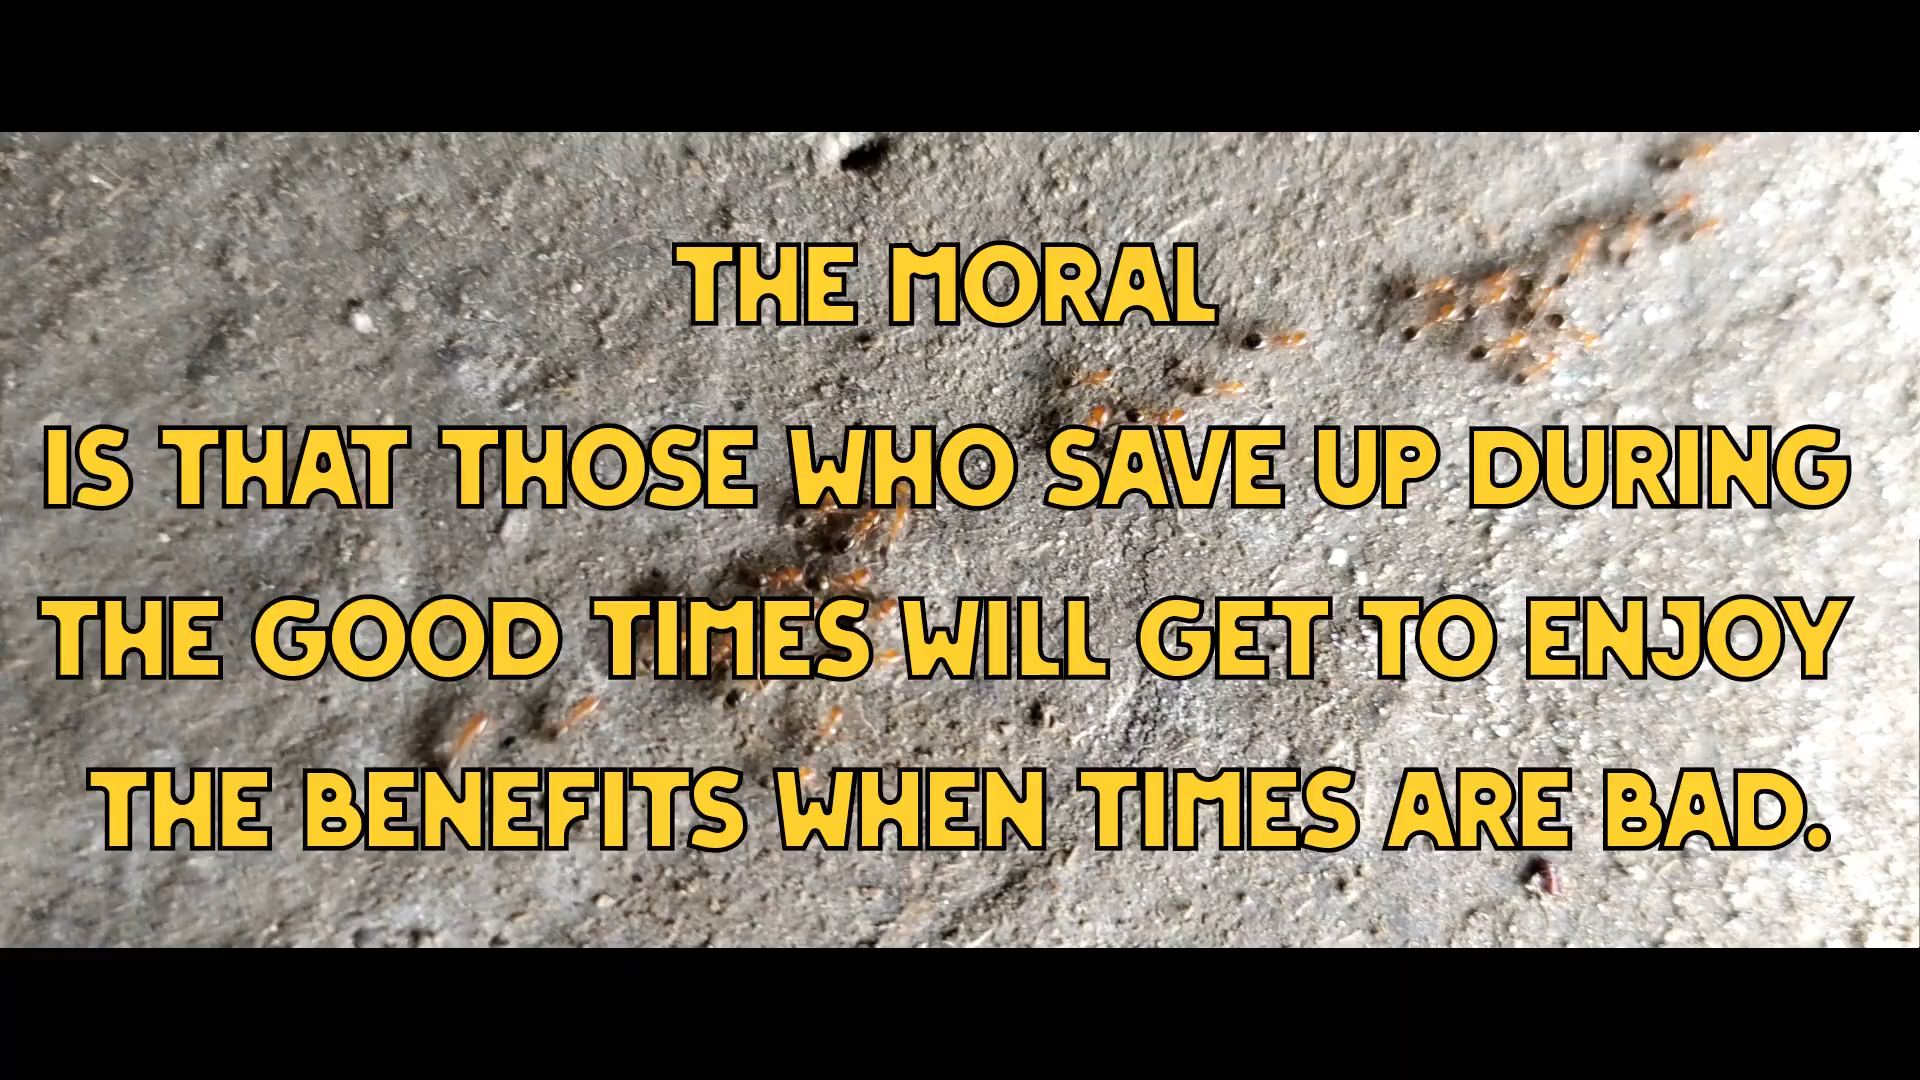 THE MORAL
IS THAT THOSE WHO SAVE UP DURING
THE GOOD TIMES WILL GET TO ENJOY
THE BENEFITS WHEN TIMES ARE BAD.